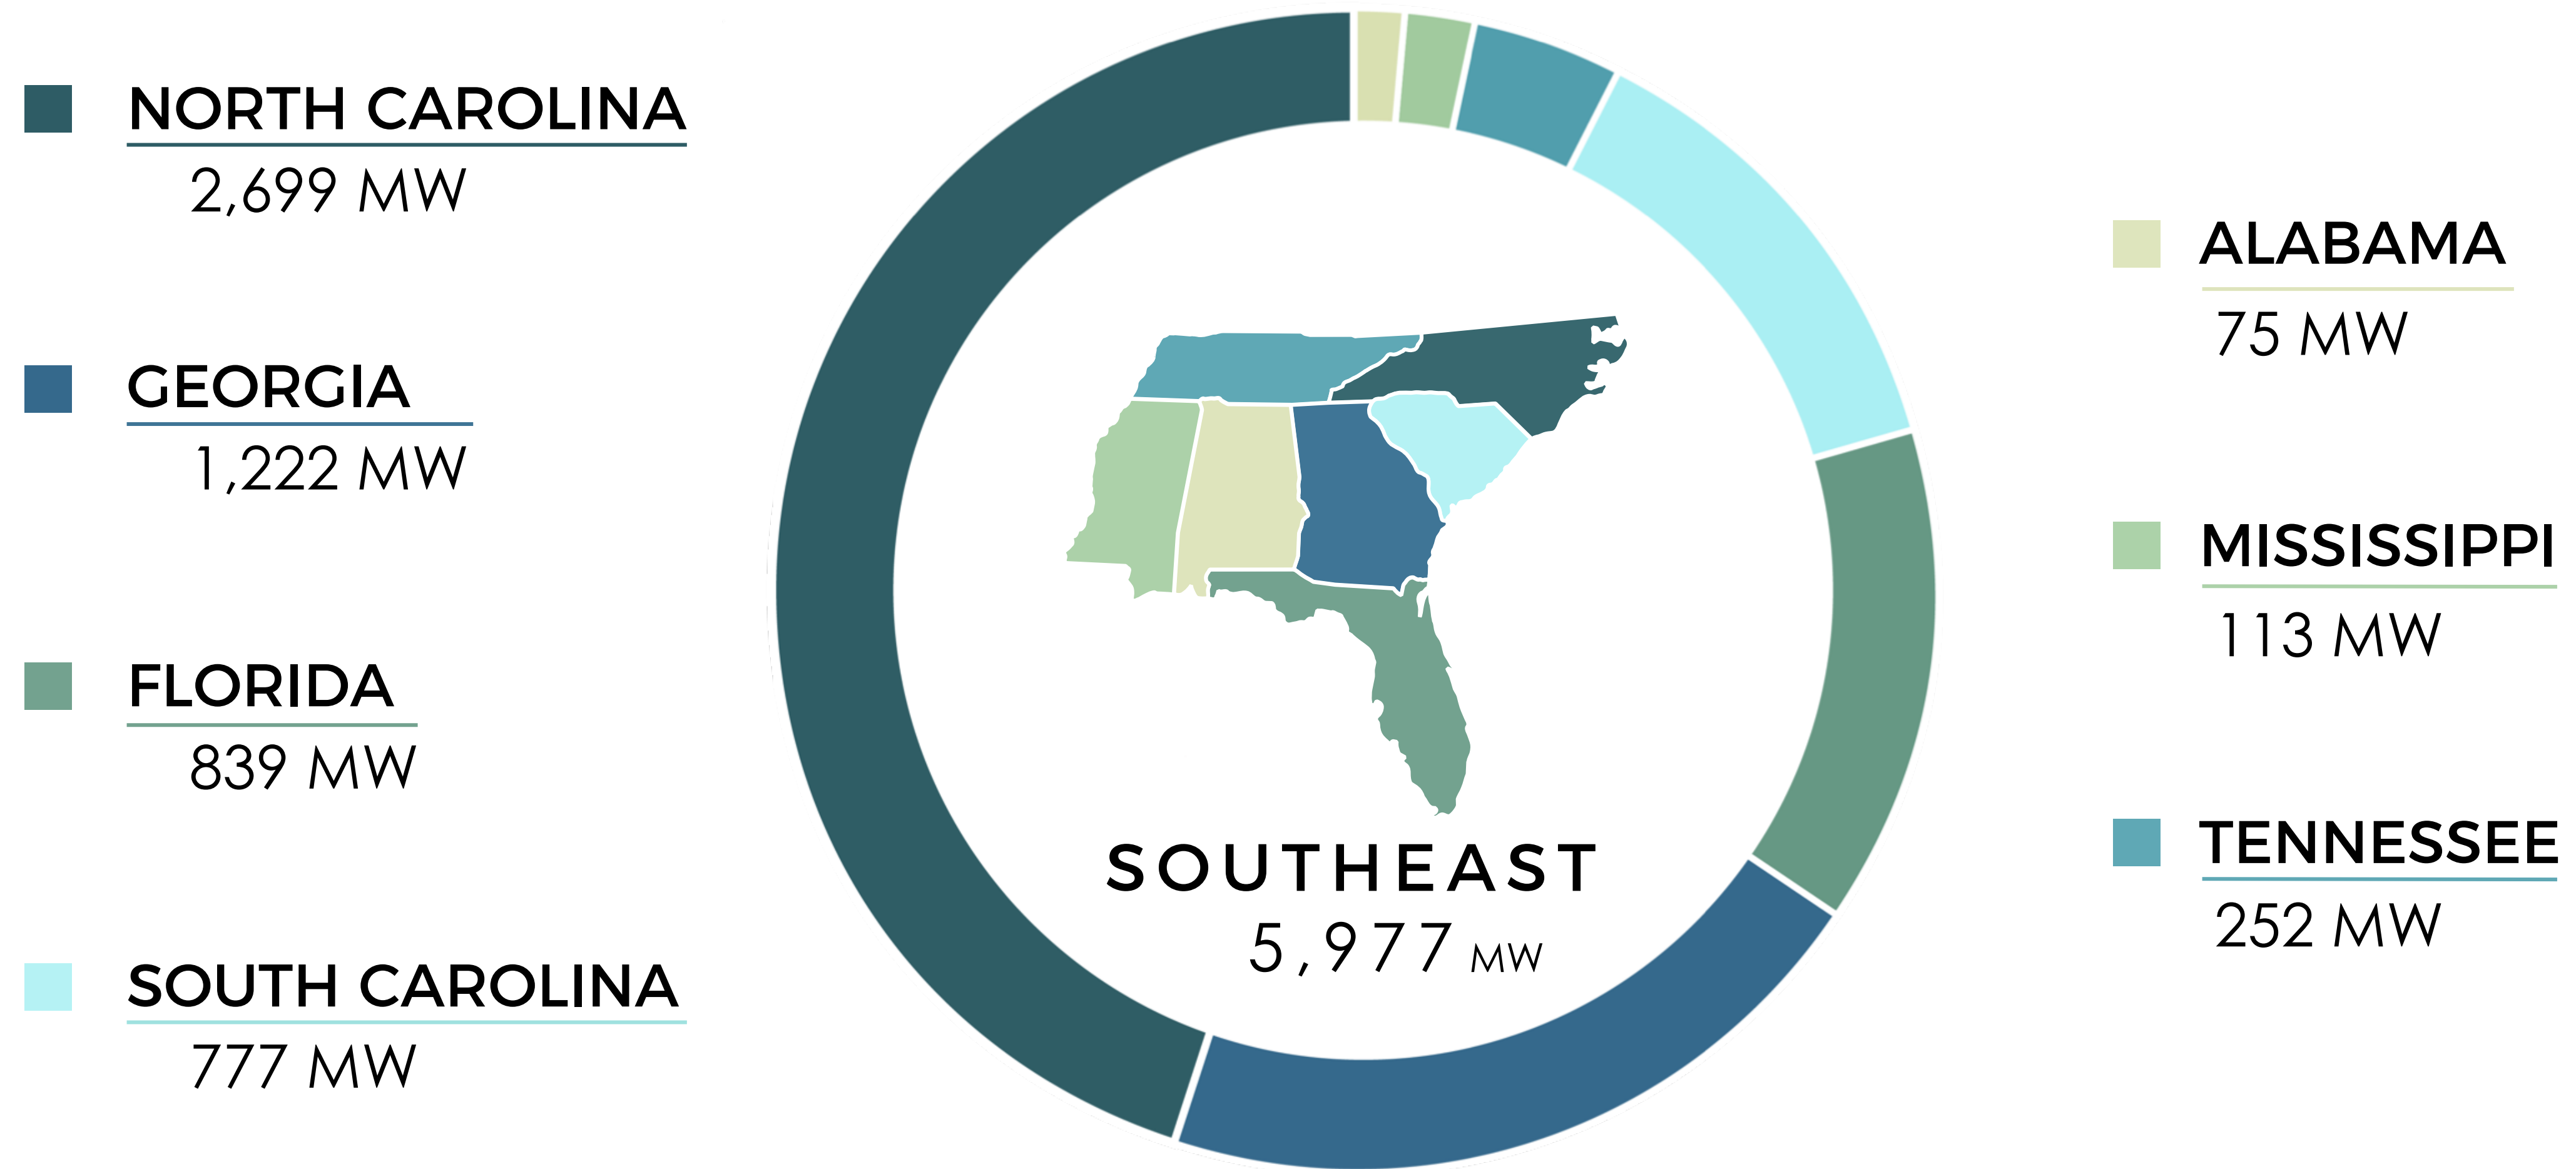 NORTH CAROLINA
2,699 MW
GEORGIA
1,222 MW
FLORIDA
839 MW
SOUTH CAROLINA
777 MW
SOUTHEAST
5,977 MW
ALABAMA
75 MW
MISSISSIPPI
113 MW
TENNESSEE
252 MW